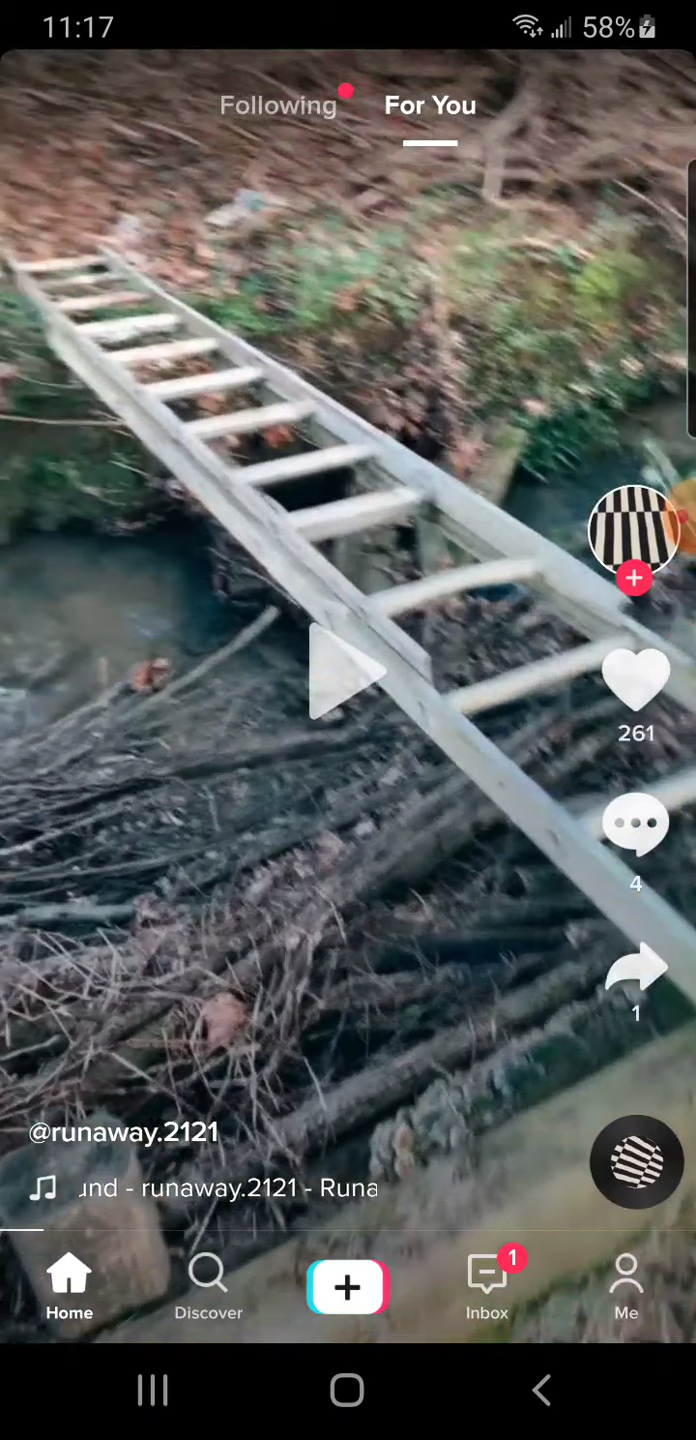 11:17
58%
Following
For You
261
4
1
@runaway.2121
und - runaway.2121 - Runa
1
Home
Discover
Inbox
Me